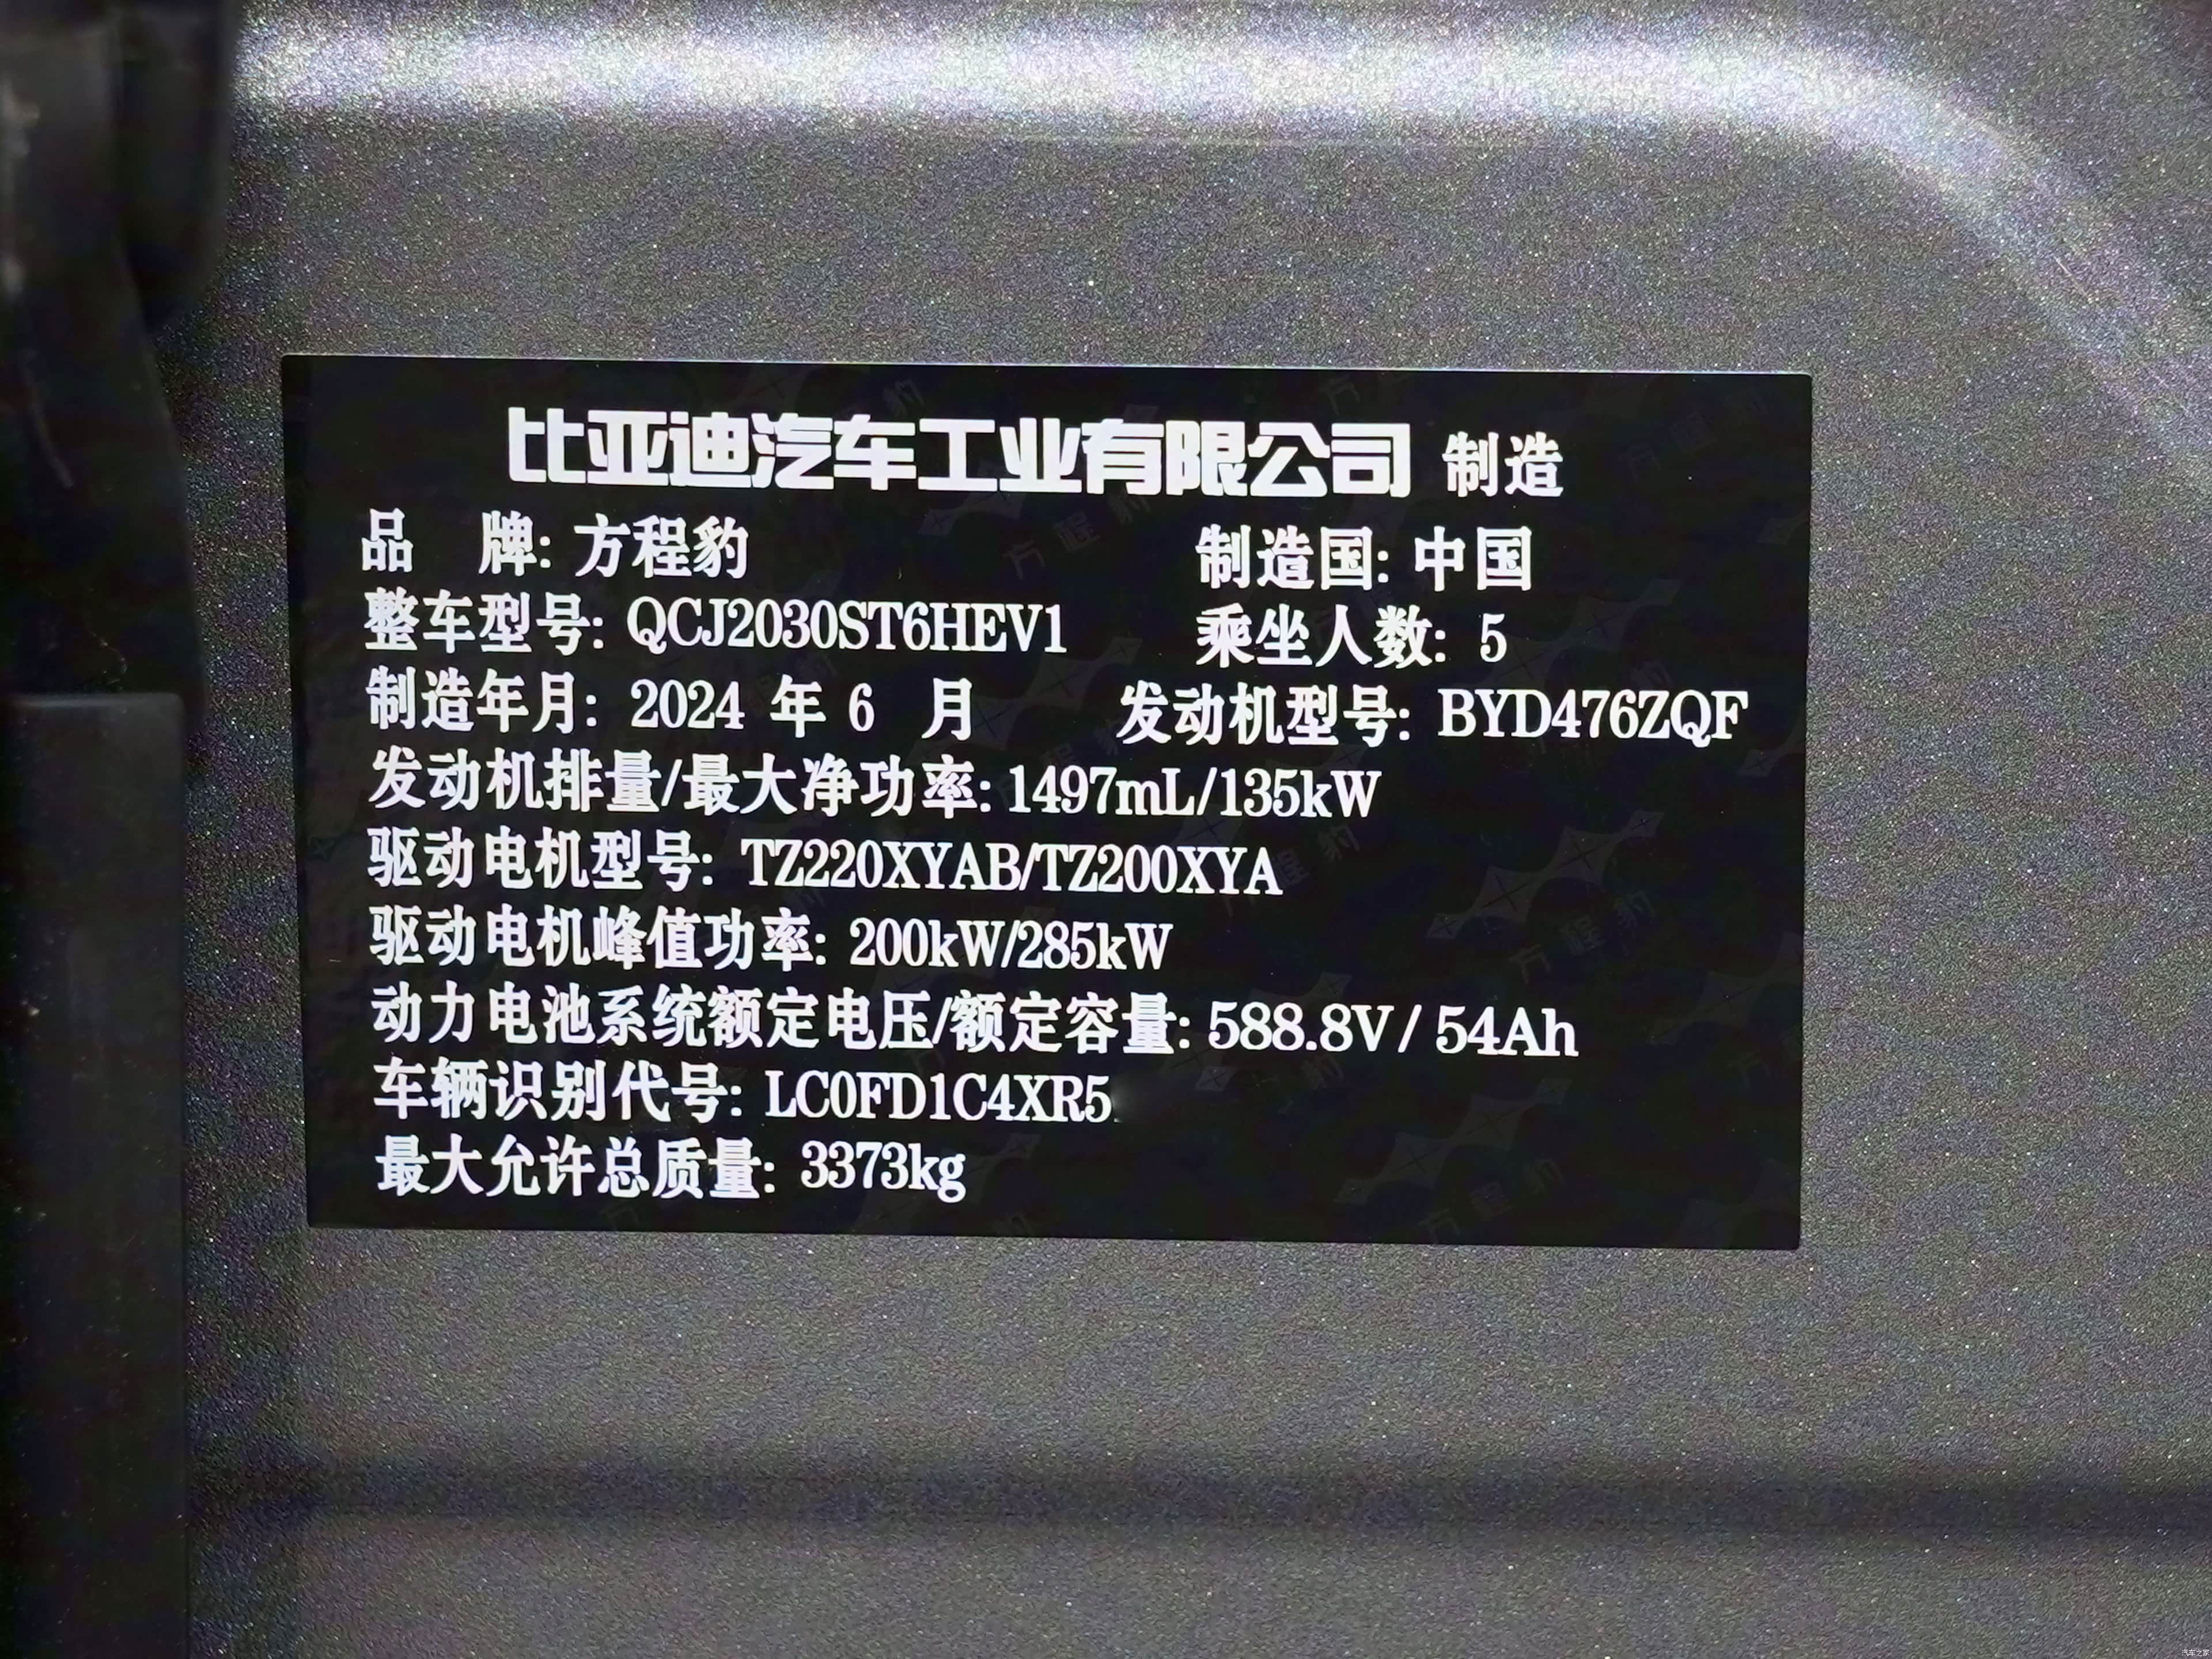 比亚迪汽车工业有限公司 制造
品 牌: 方程豹 制造国: 中国
整车型号: QCJ2030ST6HEV1 乘坐人数: 5
制造年月: 2024 年 6 月 发动机型号: BYD476ZQF
发动机排量/最大净功率: 1497mL/135kW
驱动电机型号: TZ220XYAB/TZ200XYA
驱动电机峰值功率: 200kW/285kW
动力电池系统额定电压/额定容量: 588.8V/ 54Ah
车辆识别代号: LC0FD1C4XR5
最大允许总质量: 3373kg
汽车之家